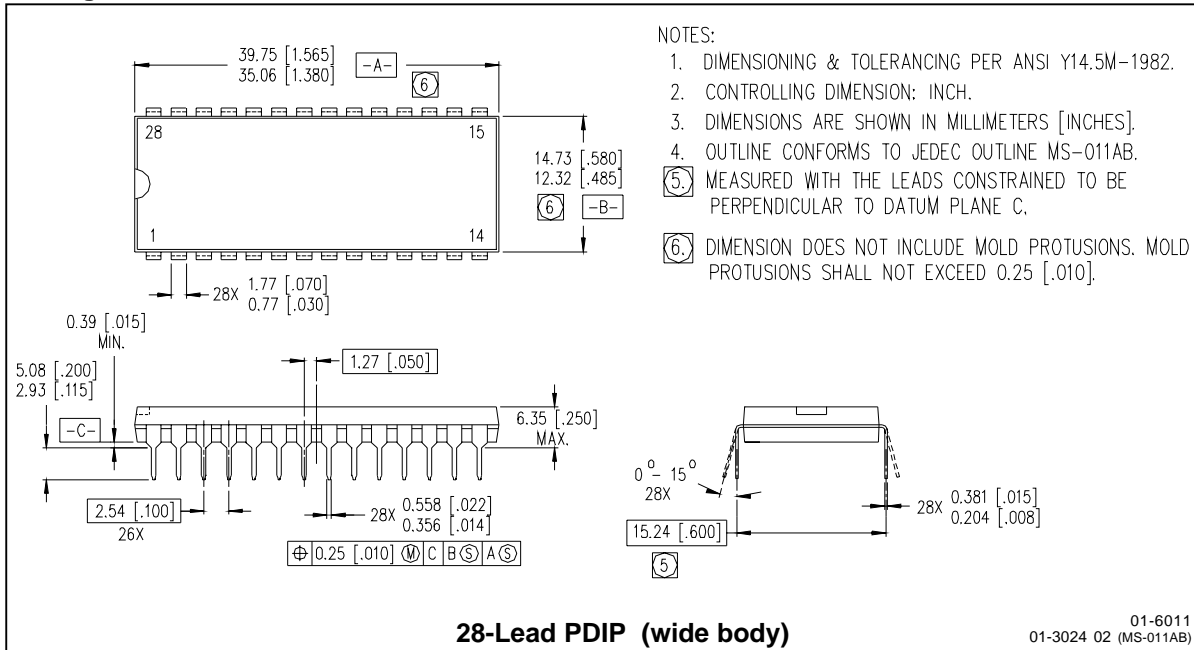 39.75 [1.565]
35.06 [1.380]
-A-
6
28
15
1
14
14.73 [.580]
12.32 [.485]
6
-B-
28X 1.77 [.070]
0.77 [.030]
NOTES:
1. DIMENSIONING & TOLERANCING PER ANSI Y14.5M-1982.
2. CONTROLLING DIMENSION: INCH.
3. DIMENSIONS ARE SHOWN IN MILLIMETERS [INCHES].
4. OUTLINE CONFORMS TO JEDEC OUTLINE MS-011AB.
5. MEASURED WITH THE LEADS CONSTRAINED TO BE
PERPENDICULAR TO DATUM PLANE C.
6. DIMENSION DOES NOT INCLUDE MOLD PROTUSIONS. MOLD
PROTUSIONS SHALL NOT EXCEED 0.25 [.010].
0.39 [.015]
MIN.
5.08 [.200]
2.93 [.115]
-C-
1.27 [.050]
6.35 [.250]
MAX.
2.54 [.100]
26X
28X 0.558 [.022]
0.356 [.014]
⌖ 0.25 [.010] Ⓜ C B Ⓢ A Ⓢ
0°- 15°
28X
15.24 [.600]
5
28X 0.381 [.015]
0.204 [.008]
28-Lead PDIP (wide body)
01-6011
01-3024 02 (MS-011AB)